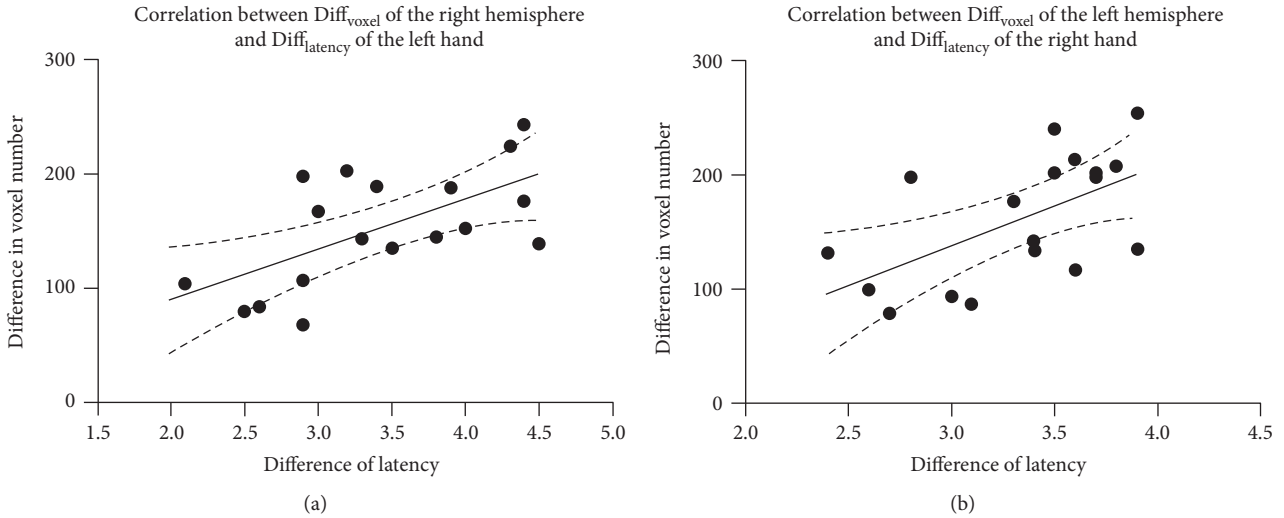 Correlation between Diffvoxel of the right hemisphere
and Difflatency of the left hand
300
200
100
0
Difference in voxel number
1.5 2.0 2.5 3.0 3.5 4.0 4.5 5.0
Difference of latency
(a)
Correlation between Diffvoxel of the left hemisphere
and Difflatency of the right hand
300
200
100
0
Difference in voxel number
2.0 2.5 3.0 3.5 4.0 4.5
Difference of latency
(b)